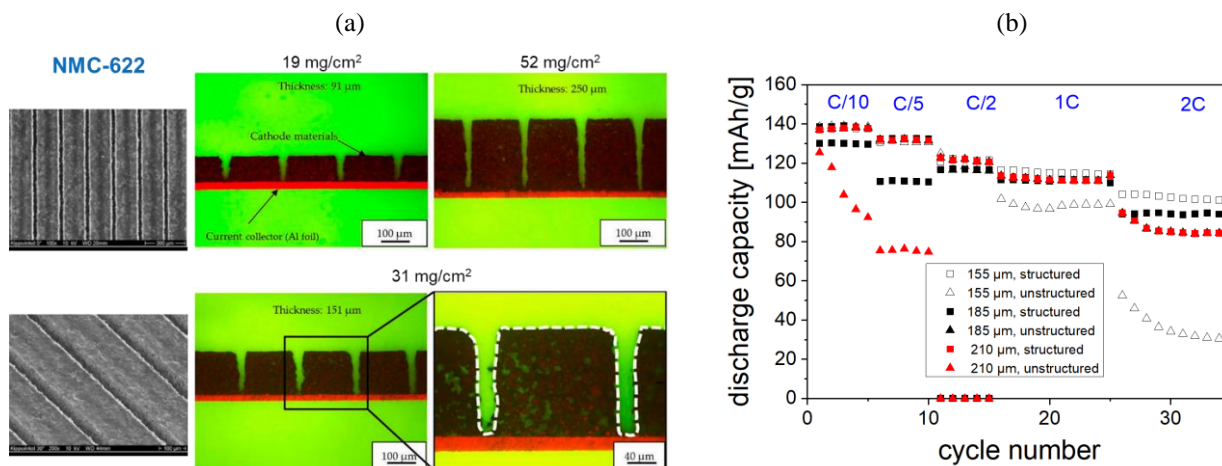 (a)
(b)
NMC-622
19 mg/cm²
52 mg/cm²
Thickness: 91 µm
Thickness: 250 µm
Cathode materials
Current collector (Al foil)
100 µm
100 µm
31 mg/cm²
Thickness: 151 µm
100 µm
40 µm
discharge capacity [mAh/g]
160
140
120
100
80
60
40
20
0
C/10
C/5
C/2
1C
2C
155 µm, structured
155 µm, unstructured
185 µm, structured
185 µm, unstructured
210 µm, structured
210 µm, unstructured
0
10
20
30
cycle number